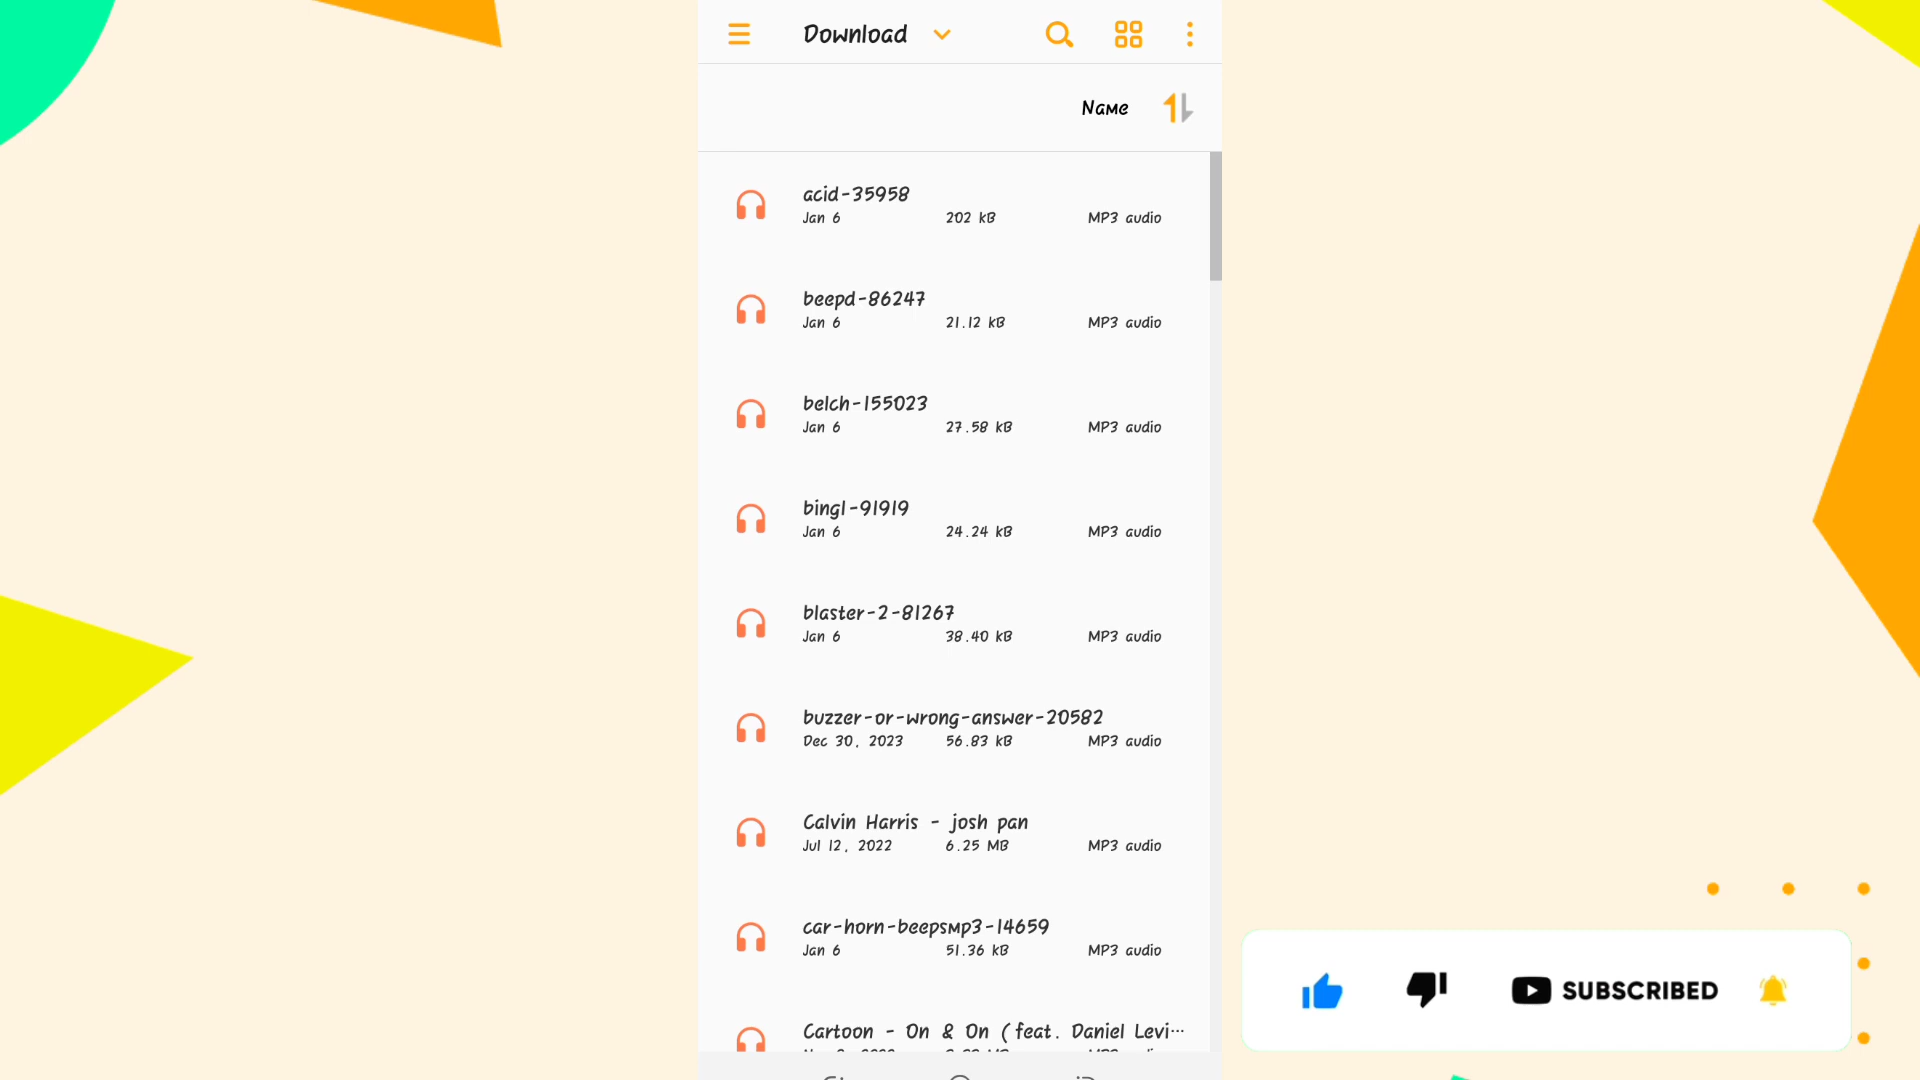 Download
Name
acid-35958
Jan 6 202 kB MP3 audio
beepd-86247
Jan 6 21.12 kB MP3 audio
belch-155023
Jan 6 27.58 kB MP3 audio
bing1-91919
Jan 6 24.24 kB MP3 audio
blaster-2-81267
Jan 6 38.40 kB MP3 audio
buzzer-or-wrong-answer-20582
Dec 30, 2023 56.83 kB MP3 audio
Calvin Harris - josh pan
Jul 12, 2022 6.25 MB MP3 audio
car-horn-beepsmp3-14659
Jan 6 51.36 kB MP3 audio
Cartoon - On & On (feat. Daniel Levi...
SUBSCRIBED